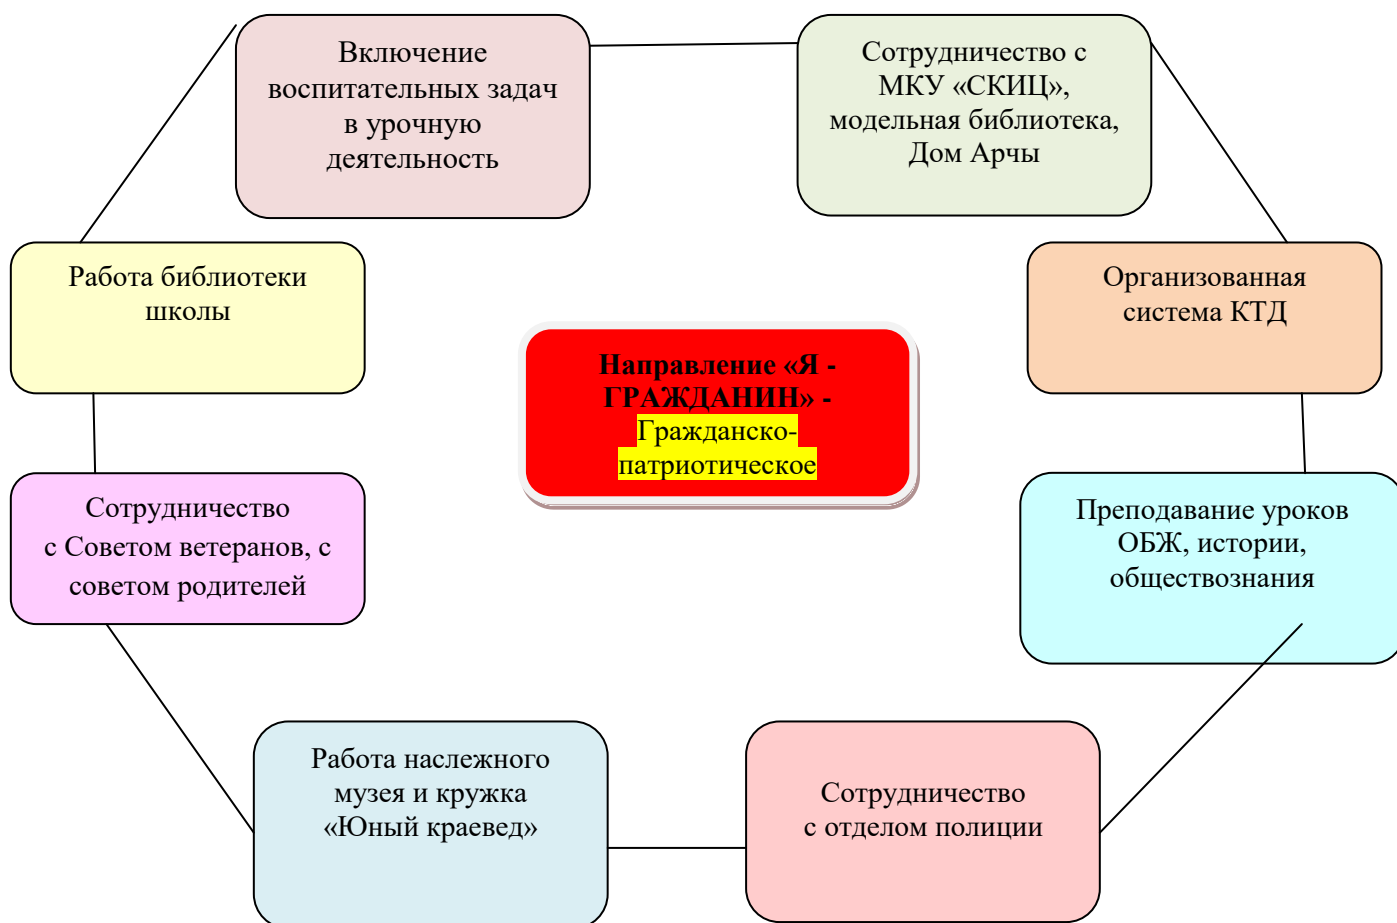 Включение
воспитательных задач
в урочную
деятельность
Сотрудничество с
МКУ «СКИЦ»,
модельная библиотека,
Дом Арчы
Работа библиотеки
школы
Организованная
система КТД
Направление «Я -
ГРАЖДАНИН» -
Гражданско-
патриотическое
Сотрудничество
с Советом ветеранов, с
советом родителей
Преподавание уроков
ОБЖ, истории,
обществознания
Работа наслежного
музея и кружка
«Юный краевед»
Сотрудничество
с отделом полиции